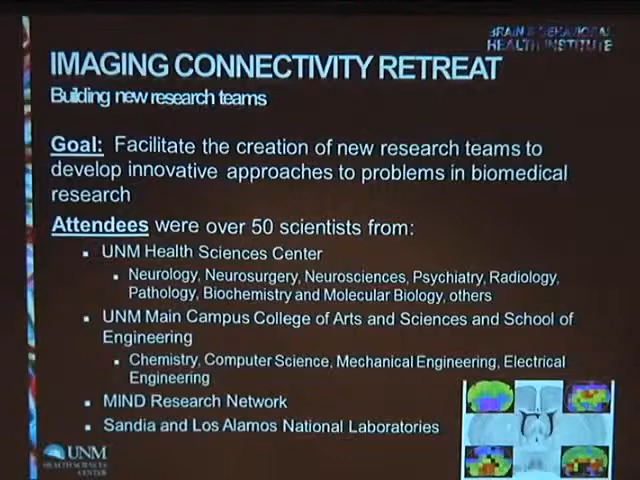 BRAIN & BEHAVIORAL
HEALTH INSTITUTE
IMAGING CONNECTIVITY RETREAT
Building new research teams
Goal: Facilitate the creation of new research teams to
develop innovative approaches to problems in biomedical
research
Attendees were over 50 scientists from:
▪ UNM Health Sciences Center
▪ Neurology, Neurosurgery, Neurosciences, Psychiatry, Radiology,
Pathology, Biochemistry and Molecular Biology, others
▪ UNM Main Campus College of Arts and Sciences and School of
Engineering
▪ Chemistry, Computer Science, Mechanical Engineering, Electrical
Engineering
▪ MIND Research Network
▪ Sandia and Los Alamos National Laboratories
UNM
HEALTH SCIENCES
CENTER